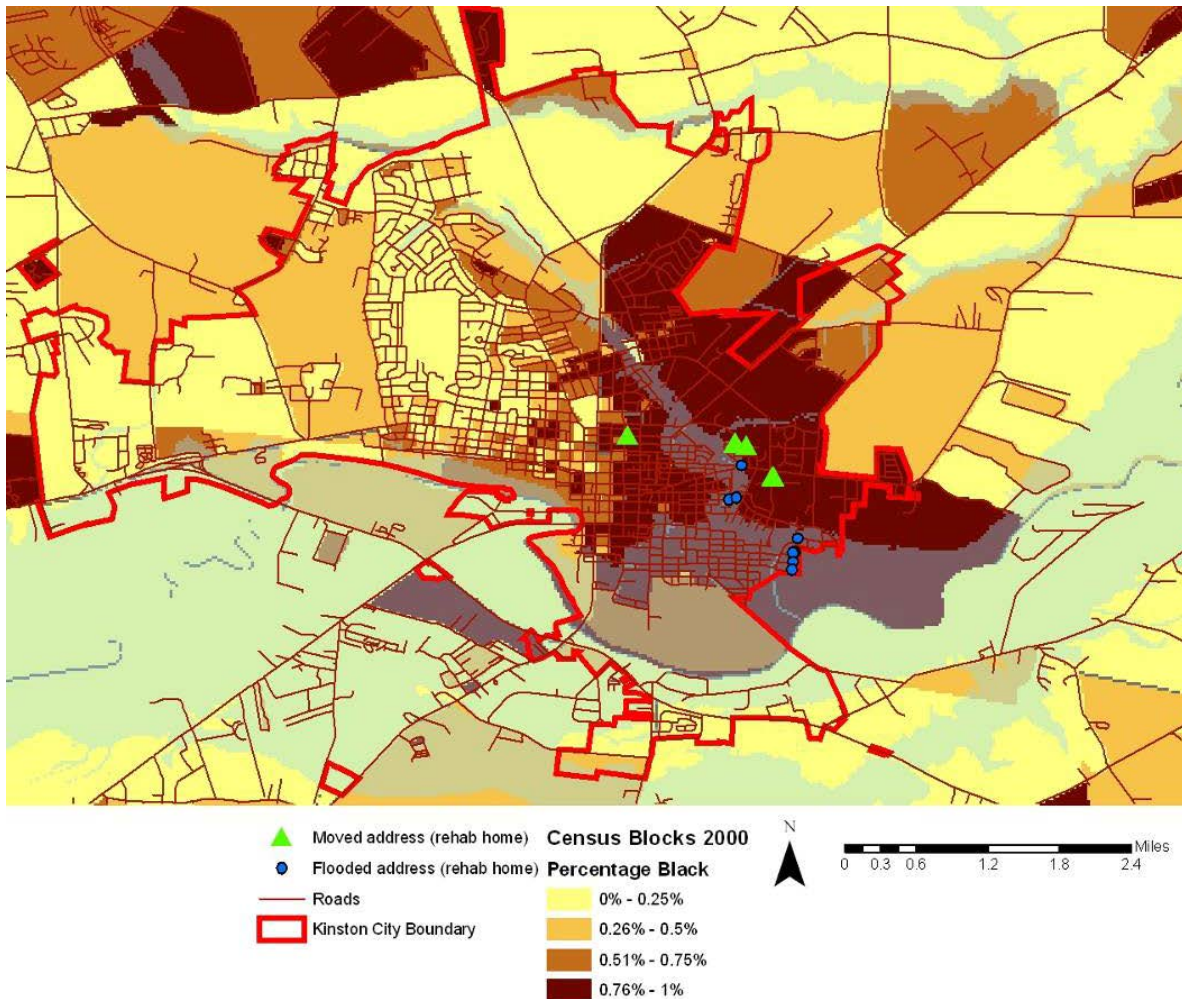 Moved address (rehab home)
Flooded address (rehab home)
Roads
Kinston City Boundary
Census Blocks 2000
Percentage Black
0% - 0.25%
0.26% - 0.5%
0.51% - 0.75%
0.76% - 1%
N
Miles
0 0.3 0.6 1.2 1.8 2.4